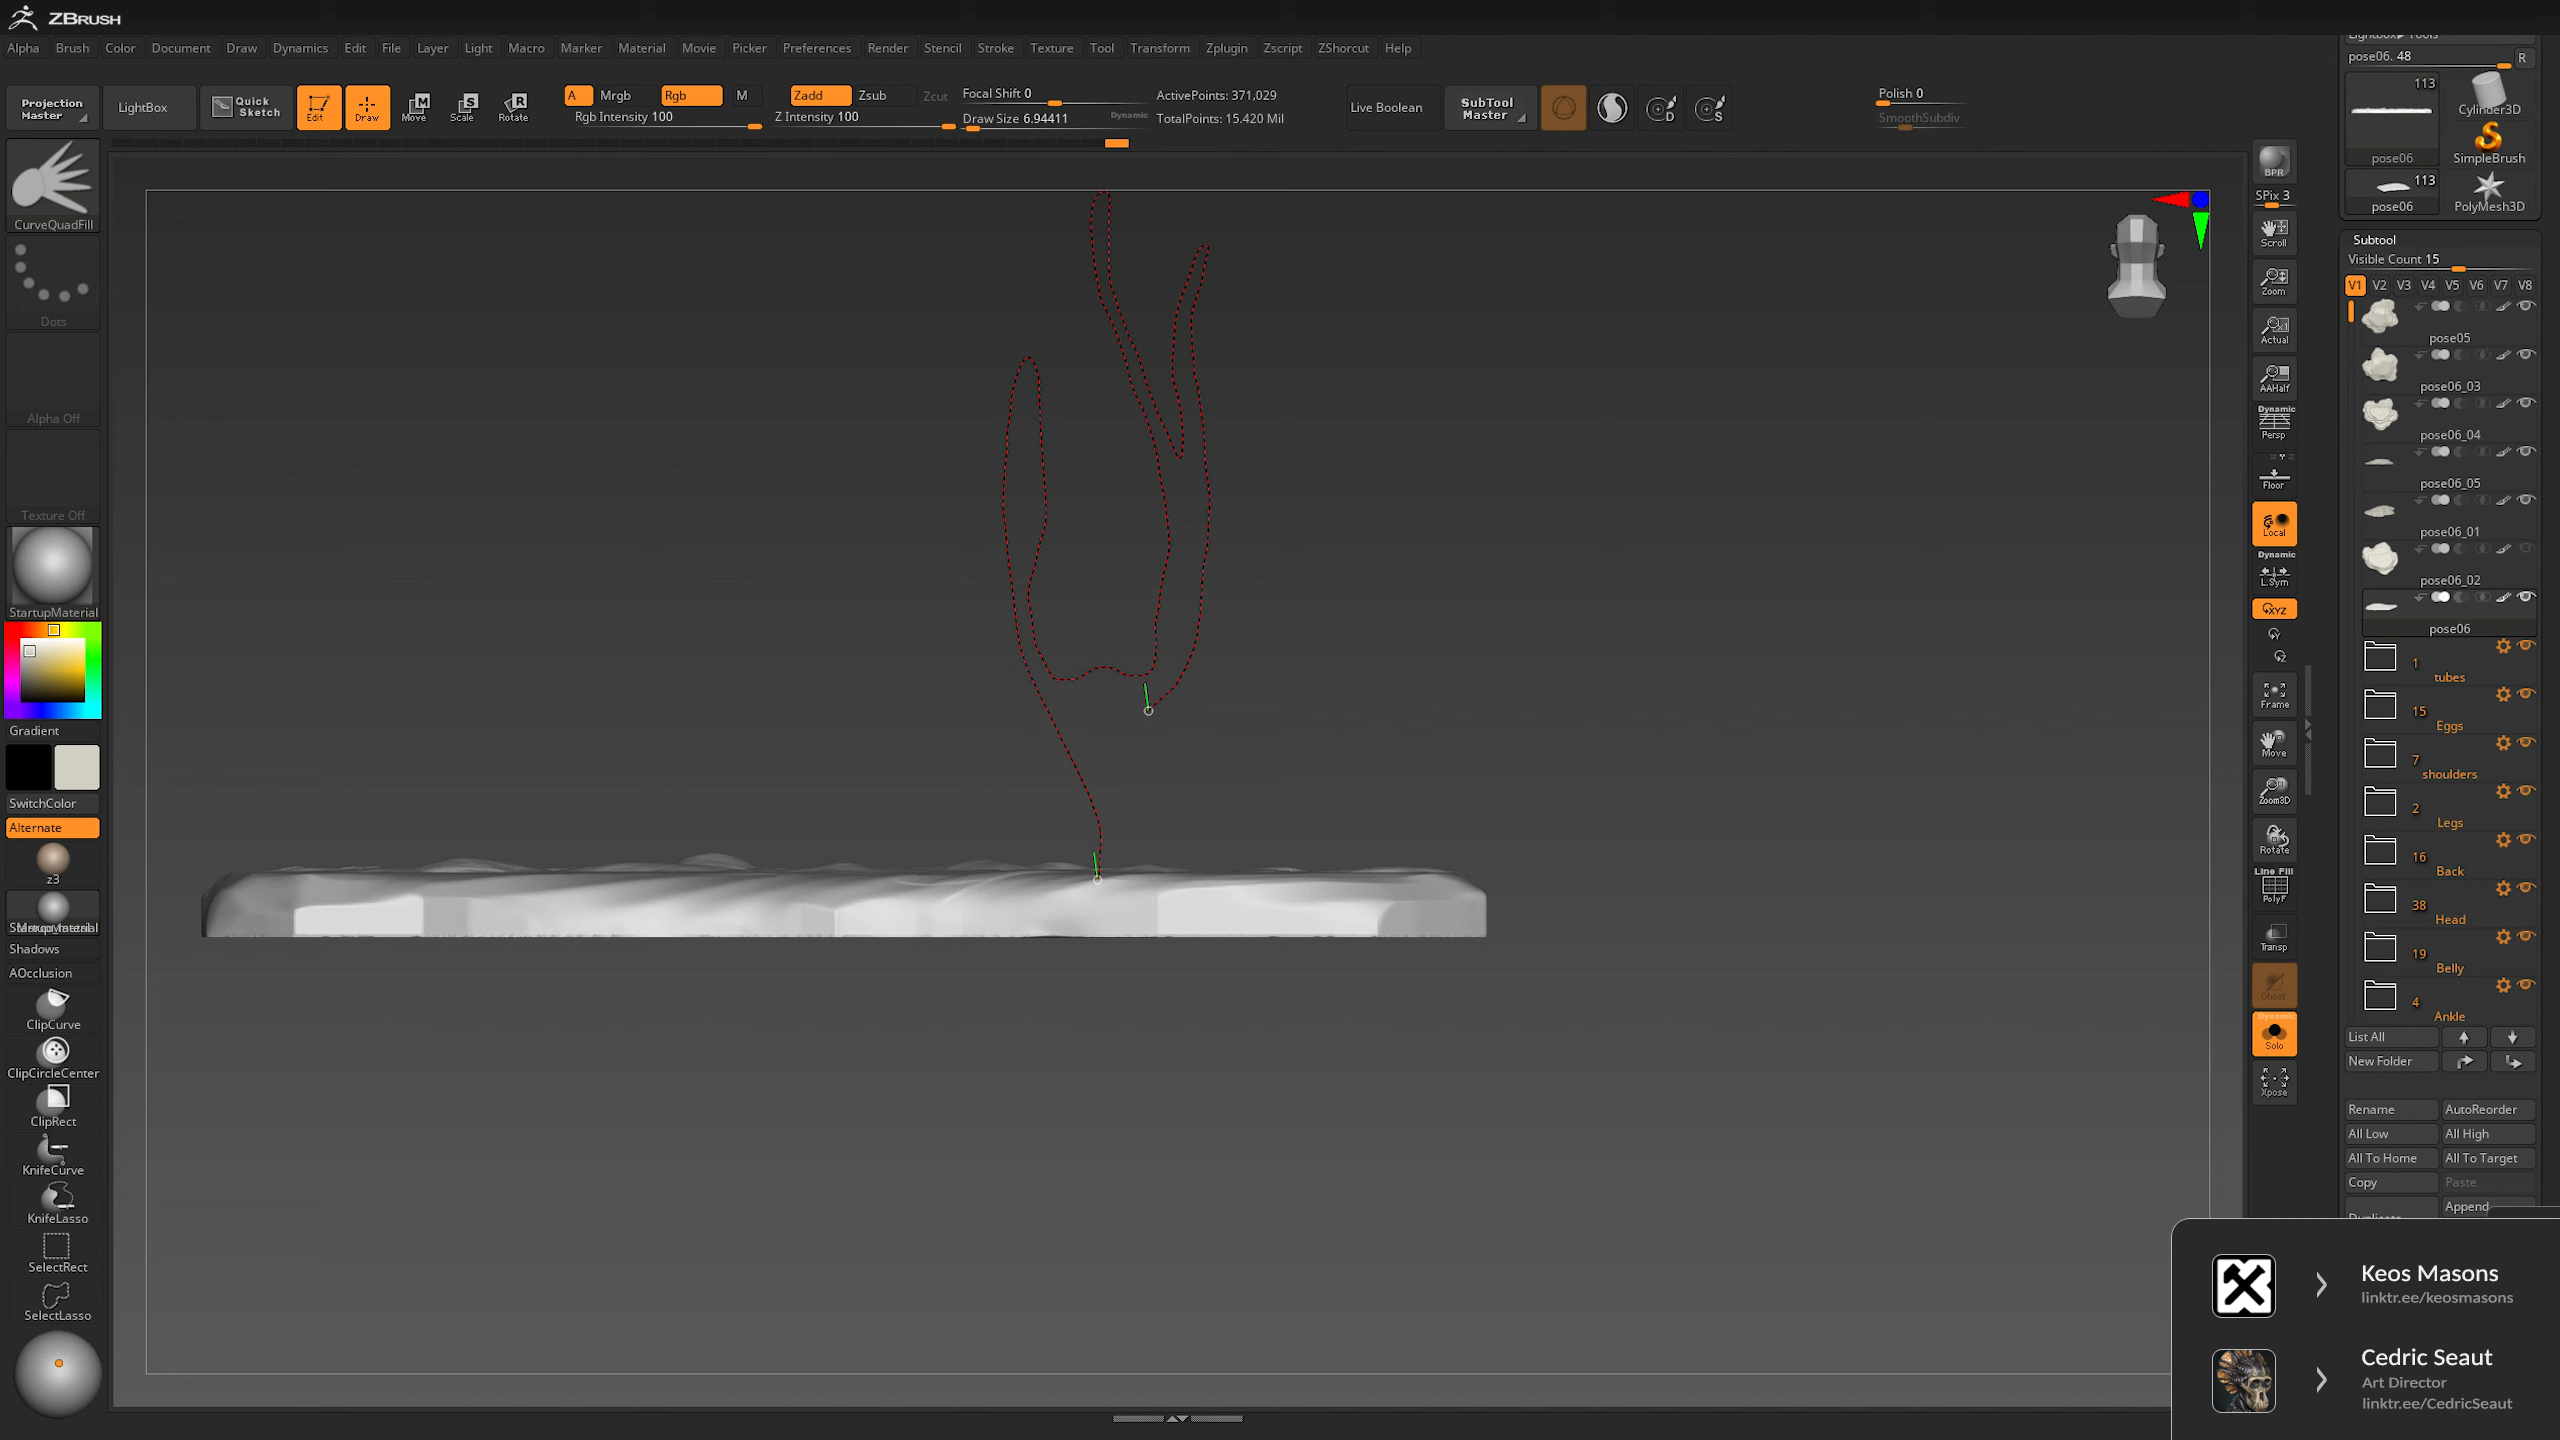 ZBRUSH
Alpha Brush Color Document Draw Dynamics Edit File Layer Light Macro Marker Material Movie Picker Preferences Render Stencil Stroke Texture Tool Transform Zplugin Zscript ZShorcut Help
Projection Master
LightBox
Quick Sketch
Edit
Draw
Move
Scale
Rotate
A Mrgb Rgb M
Rgb Intensity 100
Zadd Zsub Zcut
Z Intensity 100
Focal Shift 0
Draw Size 6.94411
Dynamic
ActivePoints: 371,029
TotalPoints: 15.420 Mil
Live Boolean
SubTool Master
Polish 0
SmoothSubdiv
CurveQuadFill
Dots
Alpha Off
Texture Off
StartupMaterial
Gradient
SwitchColor
Alternate
z3
Shadows
AOcclusion
ClipCurve
ClipCircleCenter
ClipRect
KnifeCurve
KnifeLasso
SelectRect
SelectLasso
BPR
SPix 3
Scroll
Zoom
Actual
AAHalf
Dynamic
Persp
Floor
Local
Dynamic
L.Sym
XYZ
Frame
Move
Zoom3D
Rotate
Line Fill
PolyF
Transp
Ghost
Dynamic
Solo
Xpose
Lightbox▶ Tools
pose06. 48
R
113
pose06
Cylinder3D
SimpleBrush
113
pose06
PolyMesh3D
Subtool
Visible Count 15
V1 V2 V3 V4 V5 V6 V7 V8
pose05
pose06_03
pose06_04
pose06_05
pose06_01
pose06_02
pose06
1
tubes
15
Eggs
7
shoulders
2
Legs
16
Back
38
Head
19
Belly
4
Ankle
List All
New Folder
Rename AutoReorder
All Low All High
All To Home All To Target
Copy Paste
Append
Keos Masons
linktr.ee/keosmasons
Cedric Seaut
Art Director
linktr.ee/CedricSeaut